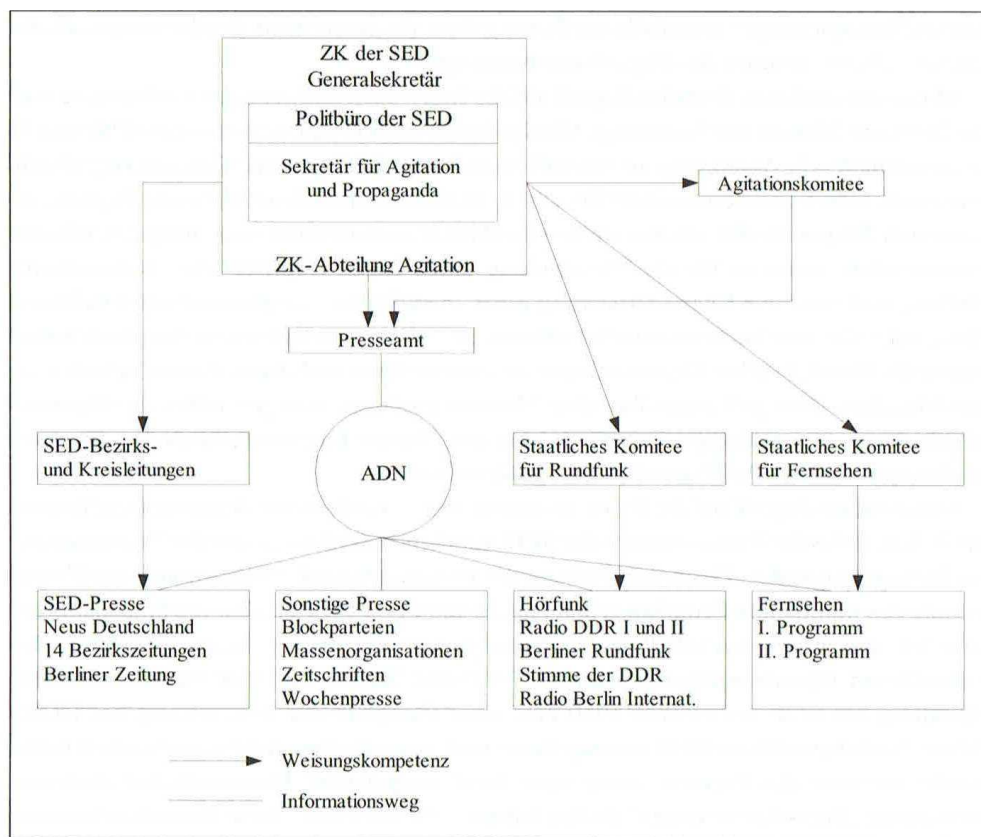 ZK der SED
Generalsekretär
Politbüro der SED
Sekretär für Agitation
und Propaganda
ZK-Abteilung Agitation
Agitationskomitee
Presseamt
SED-Bezirks-
und Kreisleitungen
ADN
Staatliches Komitee
für Rundfunk
Staatliches Komitee
für Fernsehen
SED-Presse
Neus Deutschland
14 Bezirkszeitungen
Berliner Zeitung
Sonstige Presse
Blockparteien
Massenorganisationen
Zeitschriften
Wochenpresse
Hörfunk
Radio DDR I und II
Berliner Rundfunk
Stimme der DDR
Radio Berlin Internat.
Fernsehen
I. Programm
II. Programm
Weisungskompetenz
Informationsweg